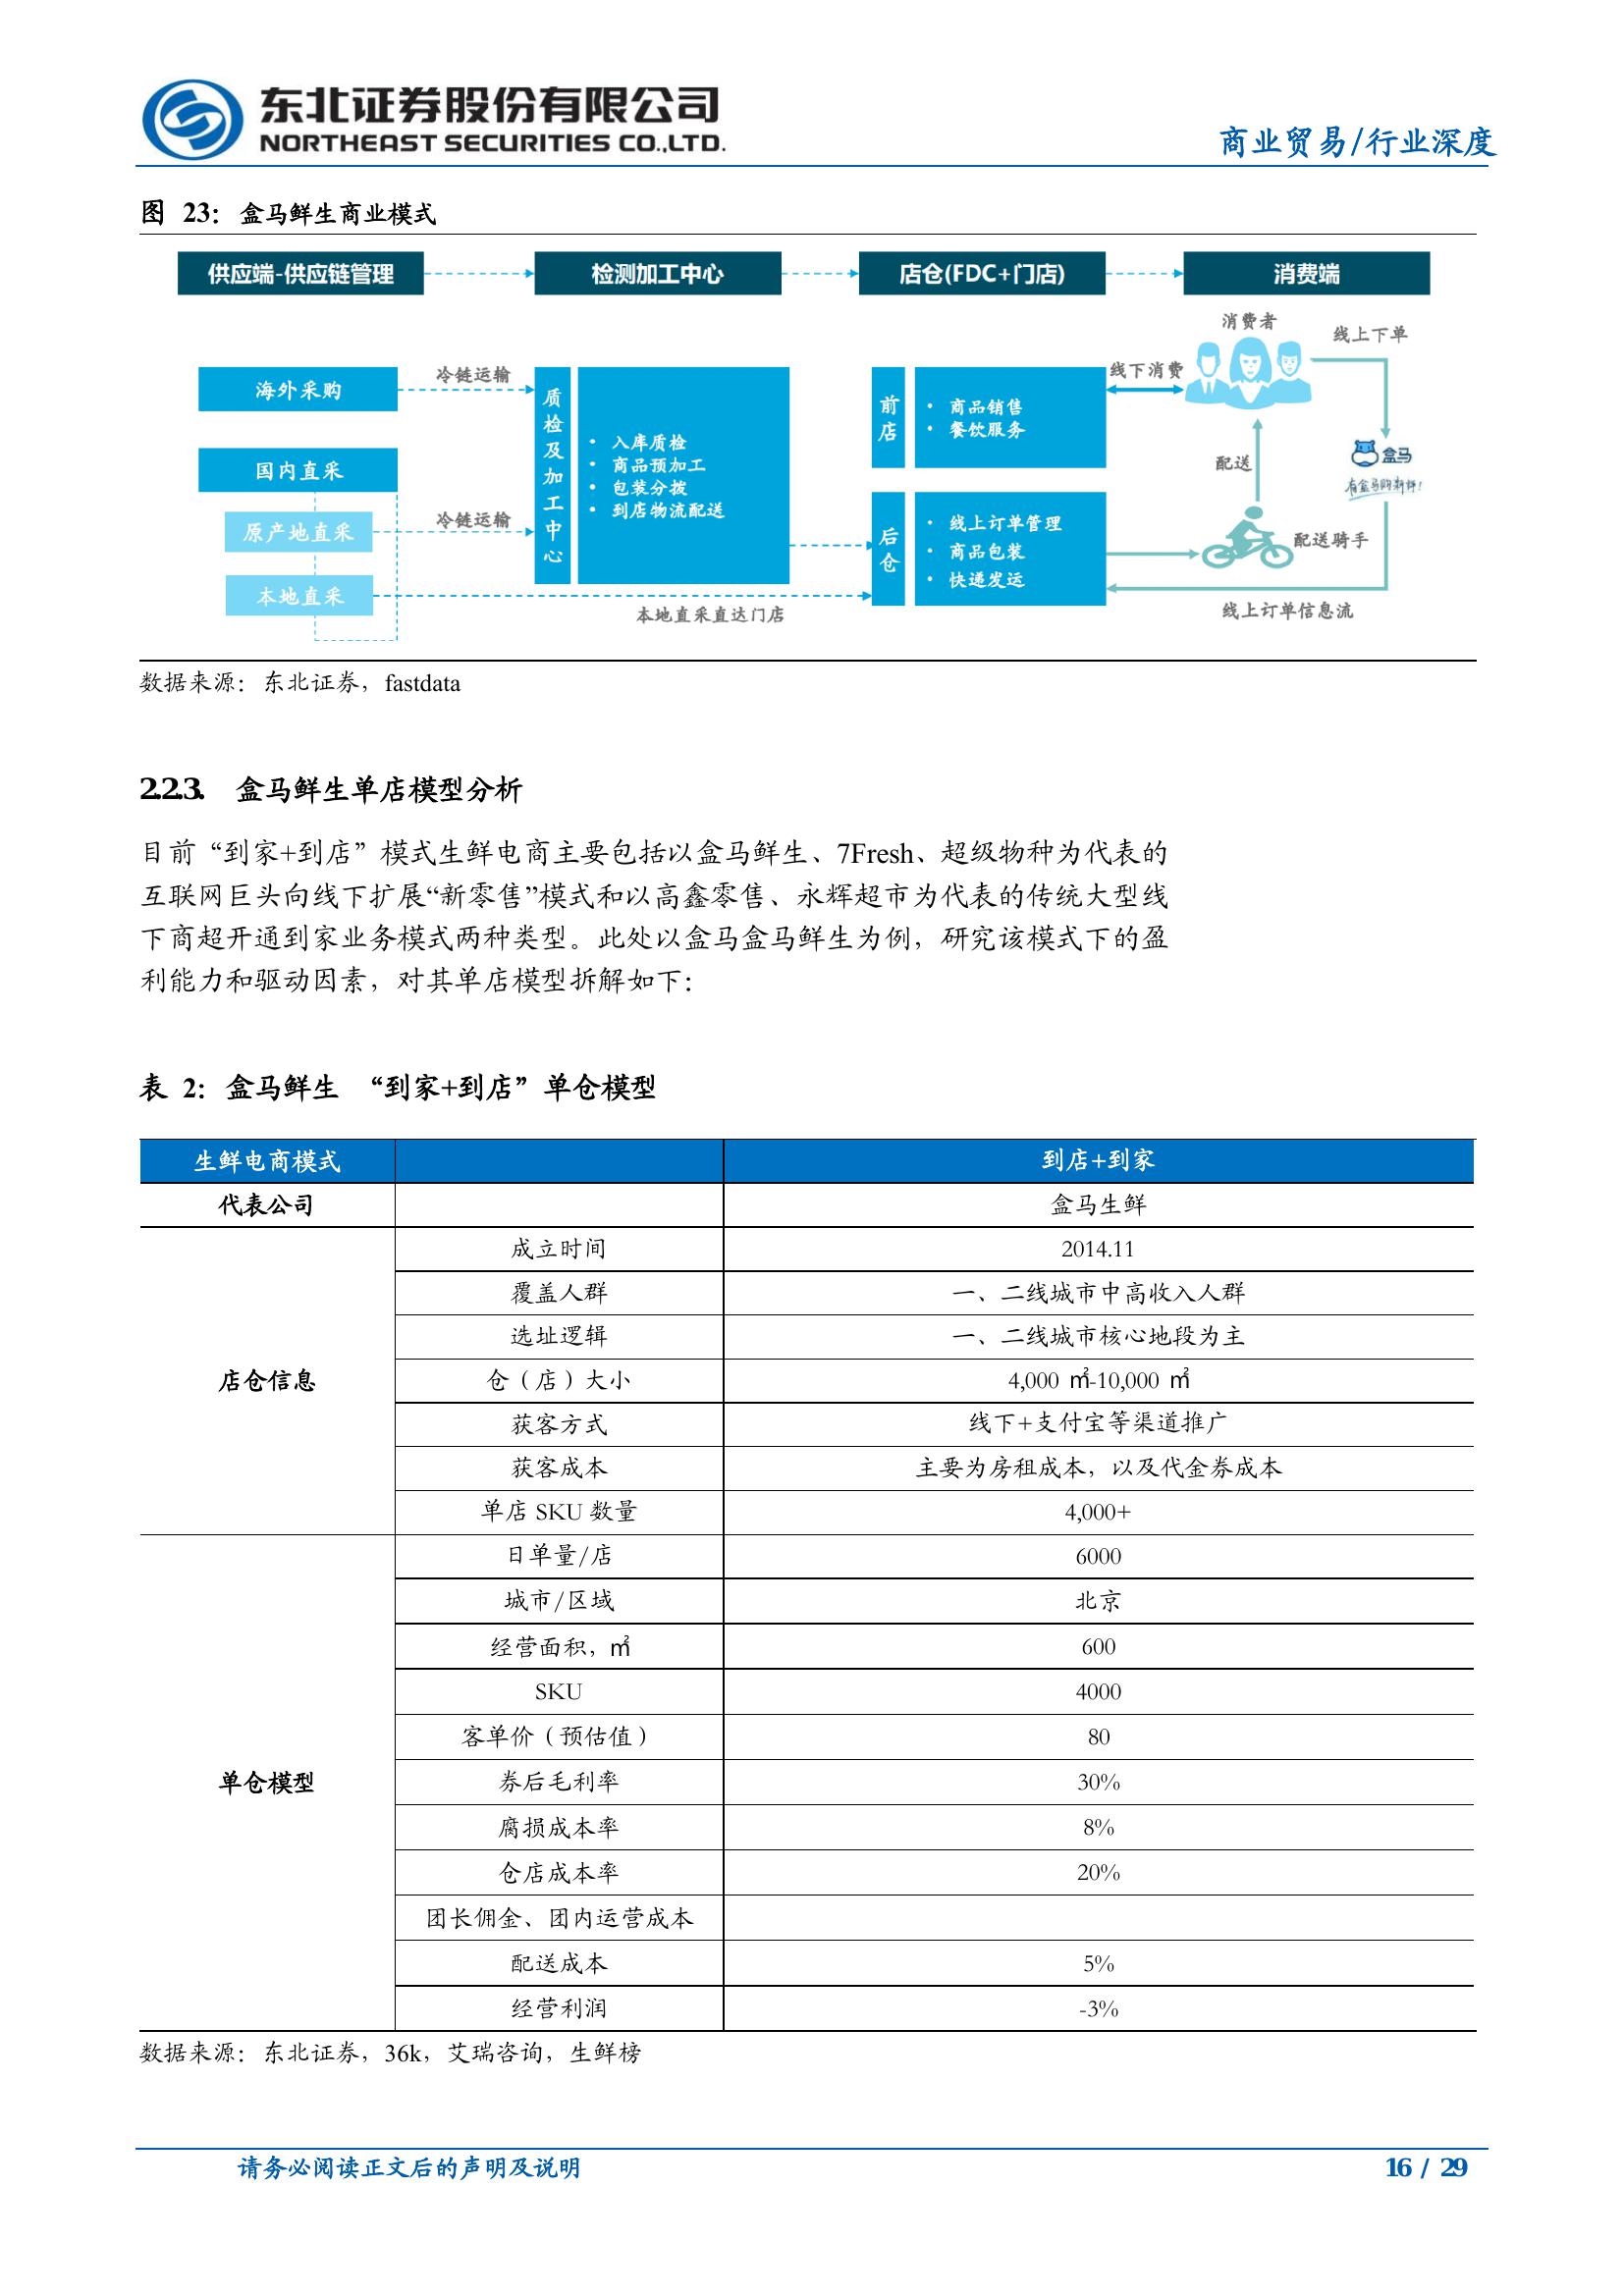 东北证券股份有限公司
NORTHEAST SECURITIES CO.,LTD.
商业贸易/行业深度
图 23：盒马鲜生商业模式
供应端-供应链管理
检测加工中心
店仓(FDC+门店)
消费端
消费者
线上下单
冷链运输
线下消费
海外采购
质检及加工中心
前店
• 商品销售
• 餐饮服务
• 入库质检
• 商品预加工
• 包装分拨
• 到店物流配送
盒马
国内直采
配送
冷链运输
原产地直采
后仓
• 线上订单管理
• 商品包装
• 快递发运
配送骑手
本地直采
本地直采直达门店
线上订单信息流
数据来源：东北证券，fastdata
2.2.3. 盒马鲜生单店模型分析
目前“到家+到店”模式生鲜电商主要包括以盒马鲜生、7Fresh、超级物种为代表的
互联网巨头向线下扩展“新零售”模式和以高鑫零售、永辉超市为代表的传统大型线
下商超开通到家业务模式两种类型。此处以盒马盒马鲜生为例，研究该模式下的盈
利能力和驱动因素，对其单店模型拆解如下：
表 2：盒马鲜生 “到家+到店”单仓模型
生鲜电商模式 到店+到家
代表公司 盒马生鲜
店仓信息
成立时间 2014.11
覆盖人群 一、二线城市中高收入人群
选址逻辑 一、二线城市核心地段为主
仓（店）大小 4,000 ㎡-10,000 ㎡
获客方式 线下+支付宝等渠道推广
获客成本 主要为房租成本，以及代金券成本
单店 SKU 数量 4,000+
单仓模型
日单量/店 6000
城市/区域 北京
经营面积，㎡ 600
SKU 4000
客单价（预估值） 80
券后毛利率 30%
腐损成本率 8%
仓店成本率 20%
团长佣金、团内运营成本
配送成本 5%
经营利润 -3%
数据来源：东北证券，36k，艾瑞咨询，生鲜榜
请务必阅读正文后的声明及说明
16 / 29